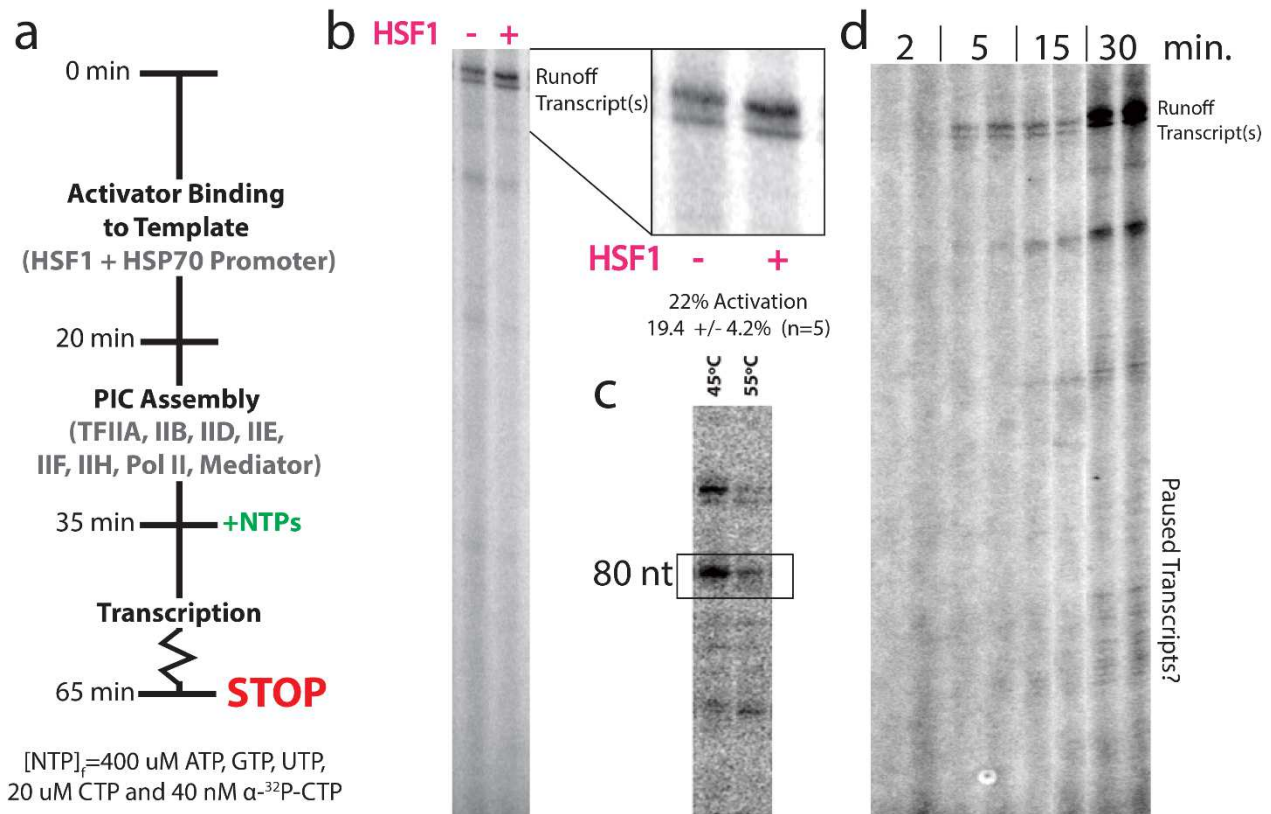 a
0 min
Activator Binding
to Template
(HSF1 + HSP70 Promoter)
20 min
PIC Assembly
(TFIIA, IIB, IID, IIE,
IIF, IIH, Pol II, Mediator)
35 min
+NTPs
Transcription
65 min
STOP
[NTP]f=400 uM ATP, GTP, UTP,
20 uM CTP and 40 nM α-³²P-CTP
b
HSF1 - +
Runoff
Transcript(s)
HSF1 - +
22% Activation
19.4 +/- 4.2% (n=5)
c
45°C 55°C
80 nt
d
2 | 5 | 15 | 30 min.
Runoff
Transcript(s)
Paused Transcripts?